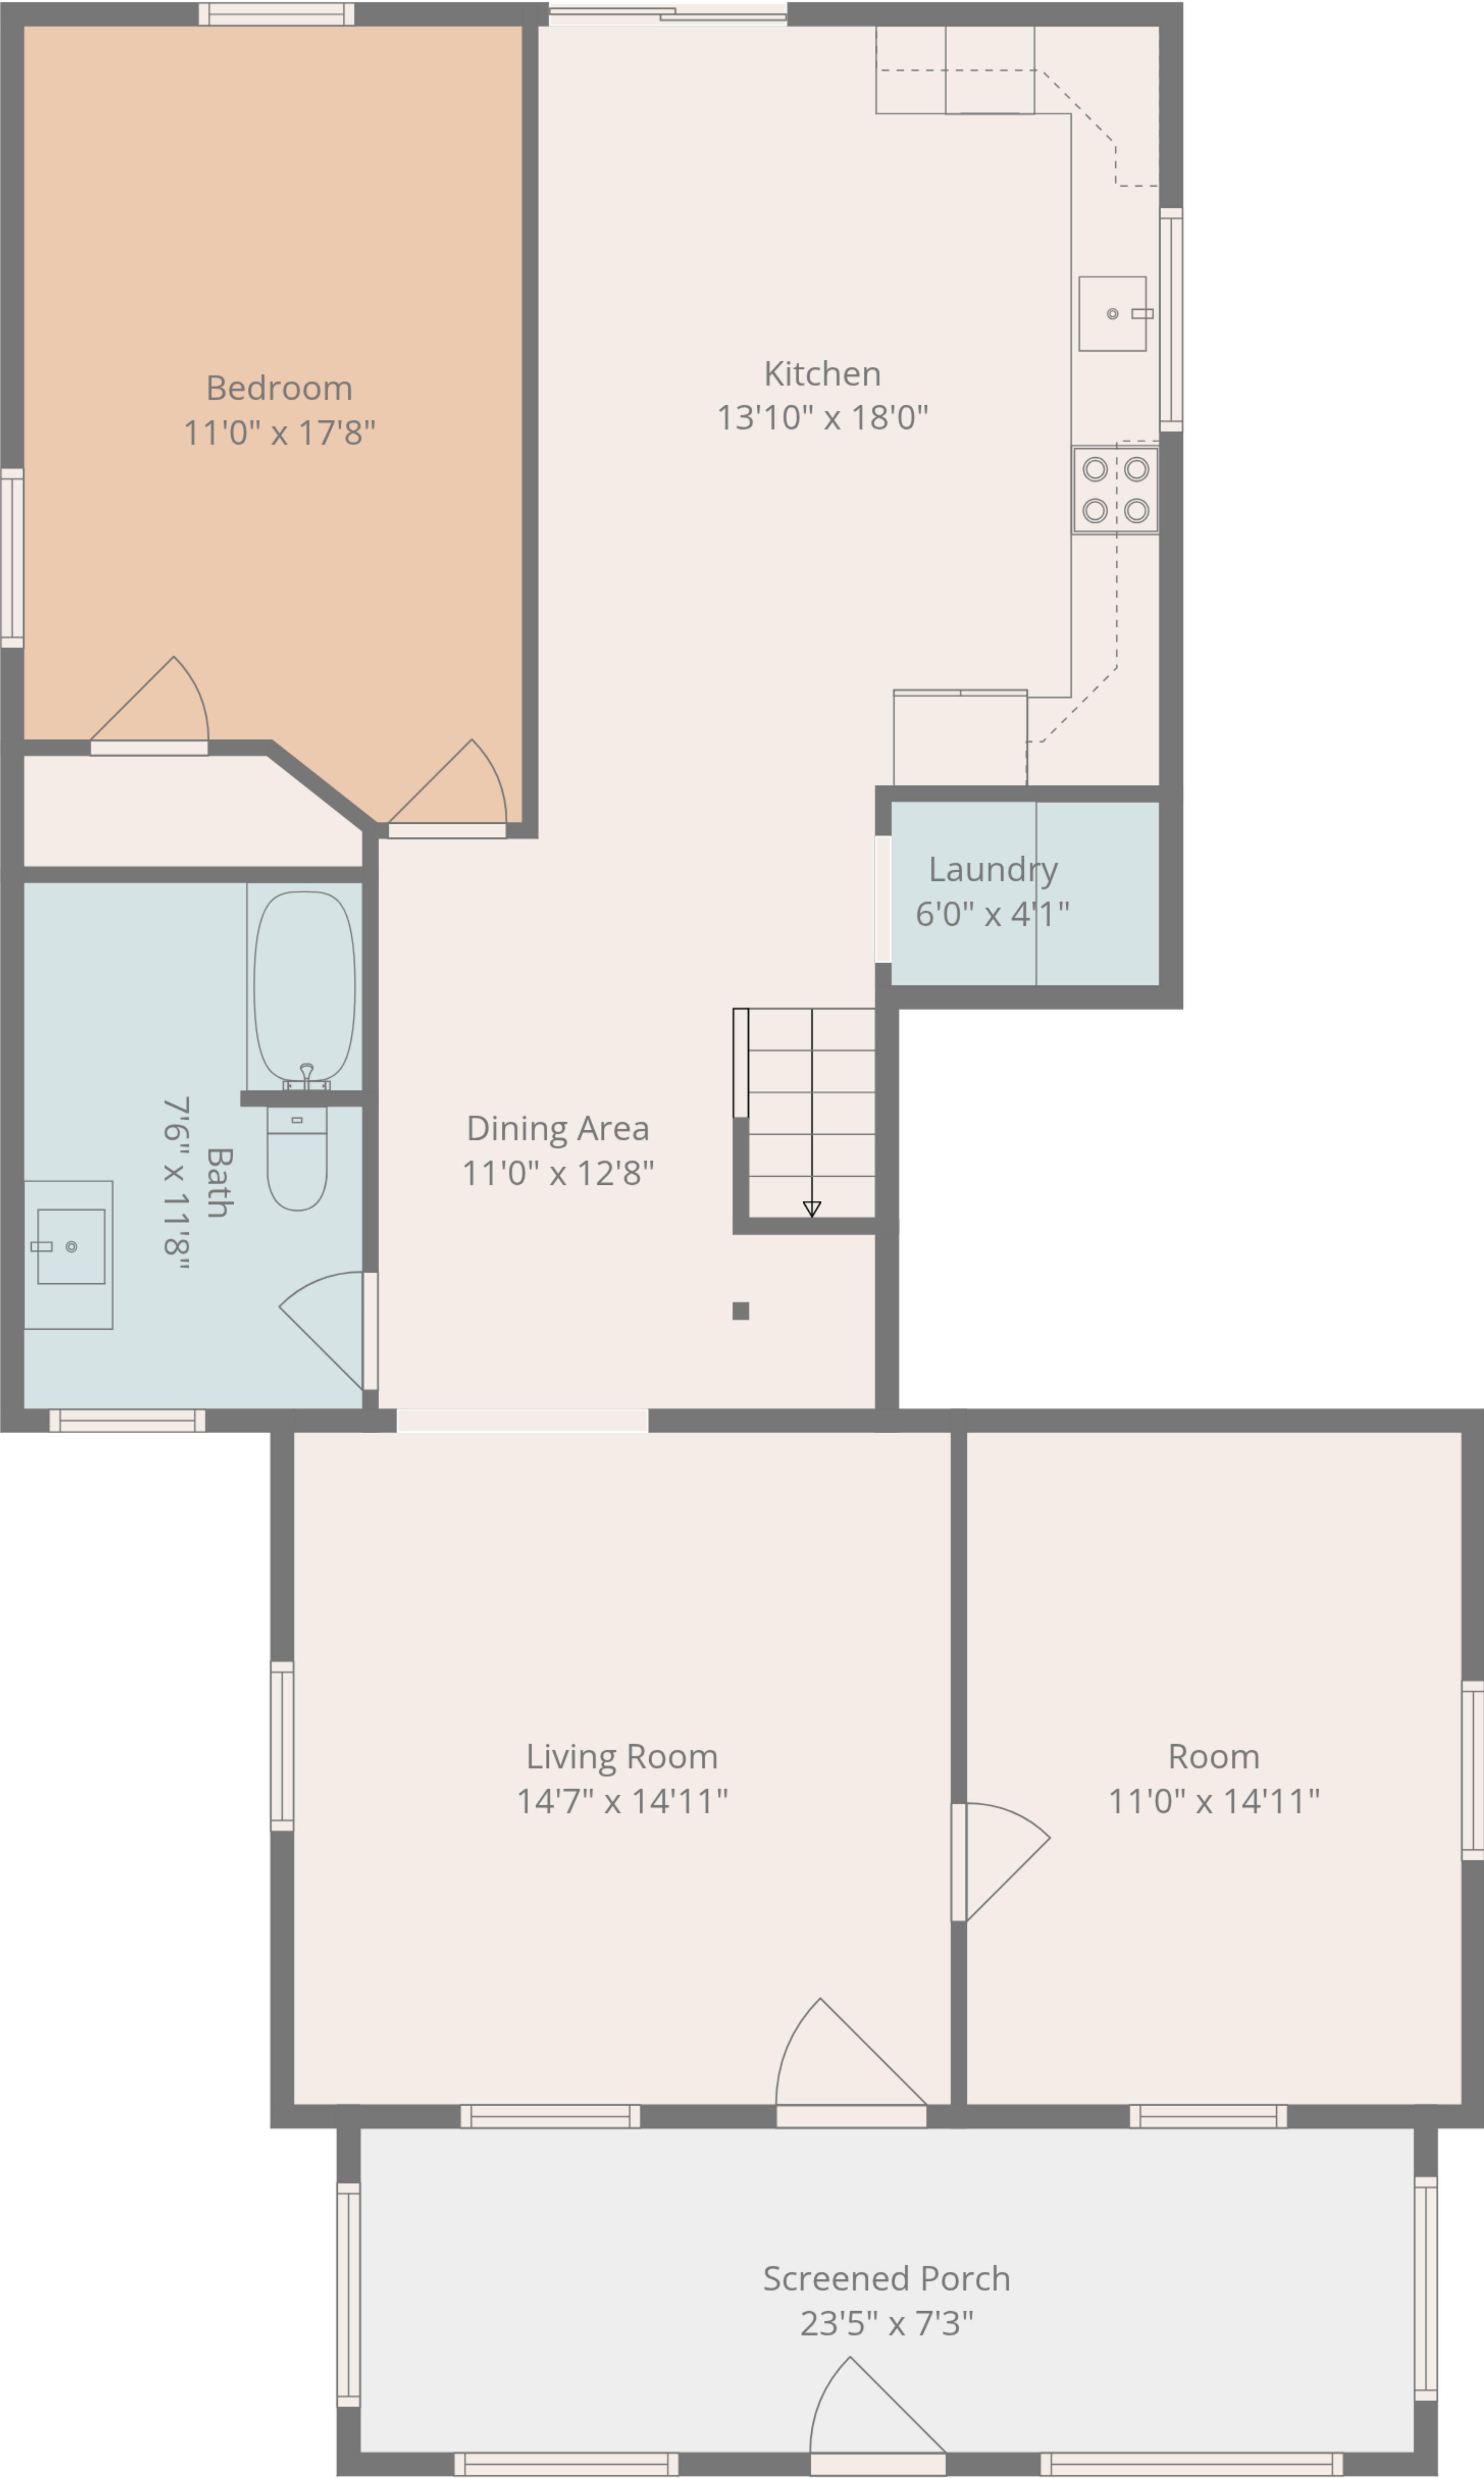 Bedroom
11'0" x 17'8"
Kitchen
13'10" x 18'0"
Laundry
6'0" x 4'1"
Dining Area
11'0" x 12'8"
Bath
7'6" x 11'8"
Living Room
14'7" x 14'11"
Room
11'0" x 14'11"
Screened Porch
23'5" x 7'3"